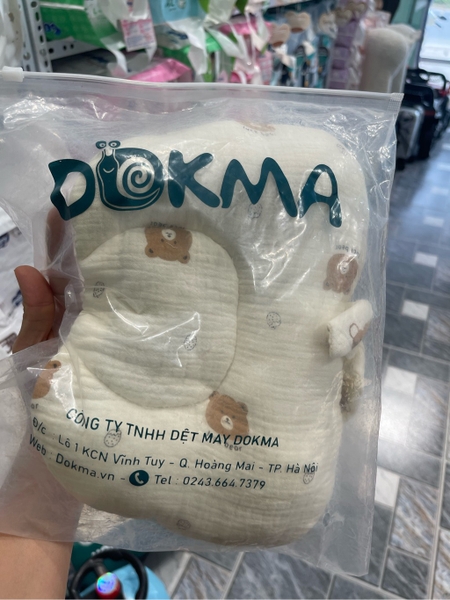 DOKMA
CÔNG TY TNHH DỆT MAY DOKMA
Đ/c Lô 1 KCN Vĩnh Tuy - Q. Hoàng Mai - TP. Hà Nội
Web Dokma.vn - Tel : 0243.664.7379